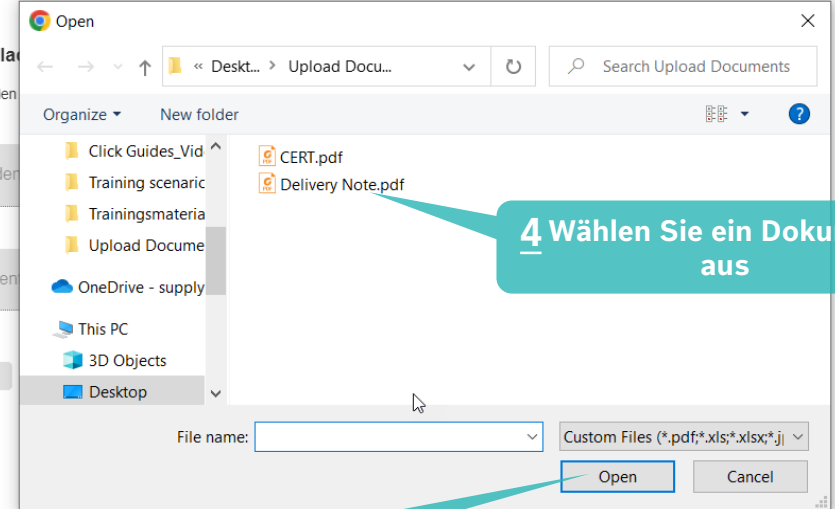 Open
lad
« Deskt... > Upload Docu...
Search Upload Documents
en
Organize
New folder
?
Click Guides_Vid
CERT.pdf
Training scenaric
Delivery Note.pdf
Trainingsmateria
4 Wählen Sie ein Doku
aus
Upload Docume
OneDrive - supply
This PC
3D Objects
Desktop
File name:
Custom Files (*.pdf;*.xls;*.xlsx;*.j
Open
Cancel